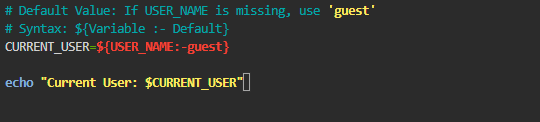 # Default Value: If USER_NAME is missing, use 'guest'
# Syntax: ${Variable :- Default}
CURRENT_USER=${USER_NAME:-guest}
echo "Current User: $CURRENT_USER"